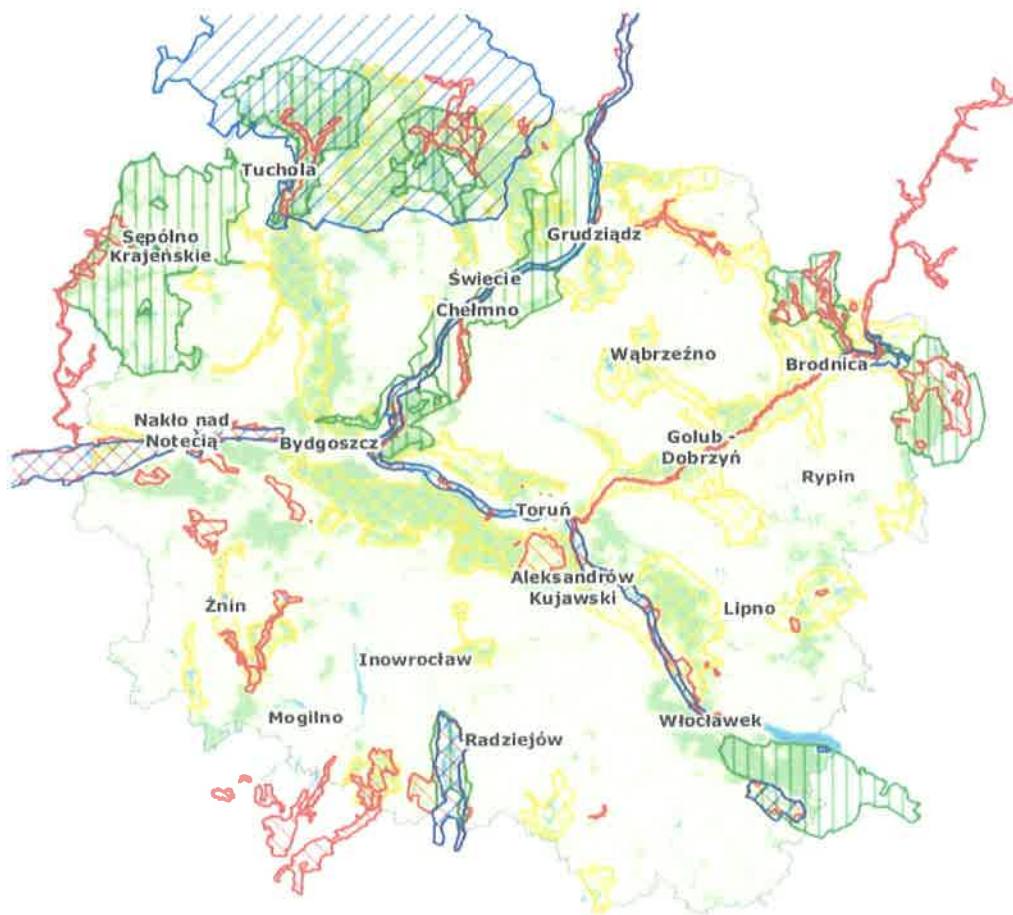 Tuchola
Sępólno
Krajeńskie
Grudziądz
Świecie
Chełmno
Wąbrzeźno
Brodnica
Nakło nad
Notecią
Bydgoszcz
Golub -
Dobrzyń
Rypin
Toruń
Aleksandrów
Kujawski
Lipno
Żnin
Inowrocław
Mogilno
Radziejów
Włocławek